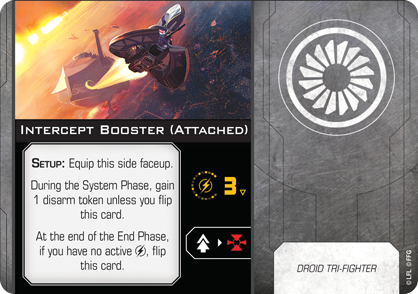 Intercept Booster (Attached)
Setup: Equip this side faceup.
During the System Phase, gain
1 disarm token unless you flip
this card.
At the end of the End Phase,
if you have no active , flip
this card.
3
DROID TRI-FIGHTER
© LFL © FFG